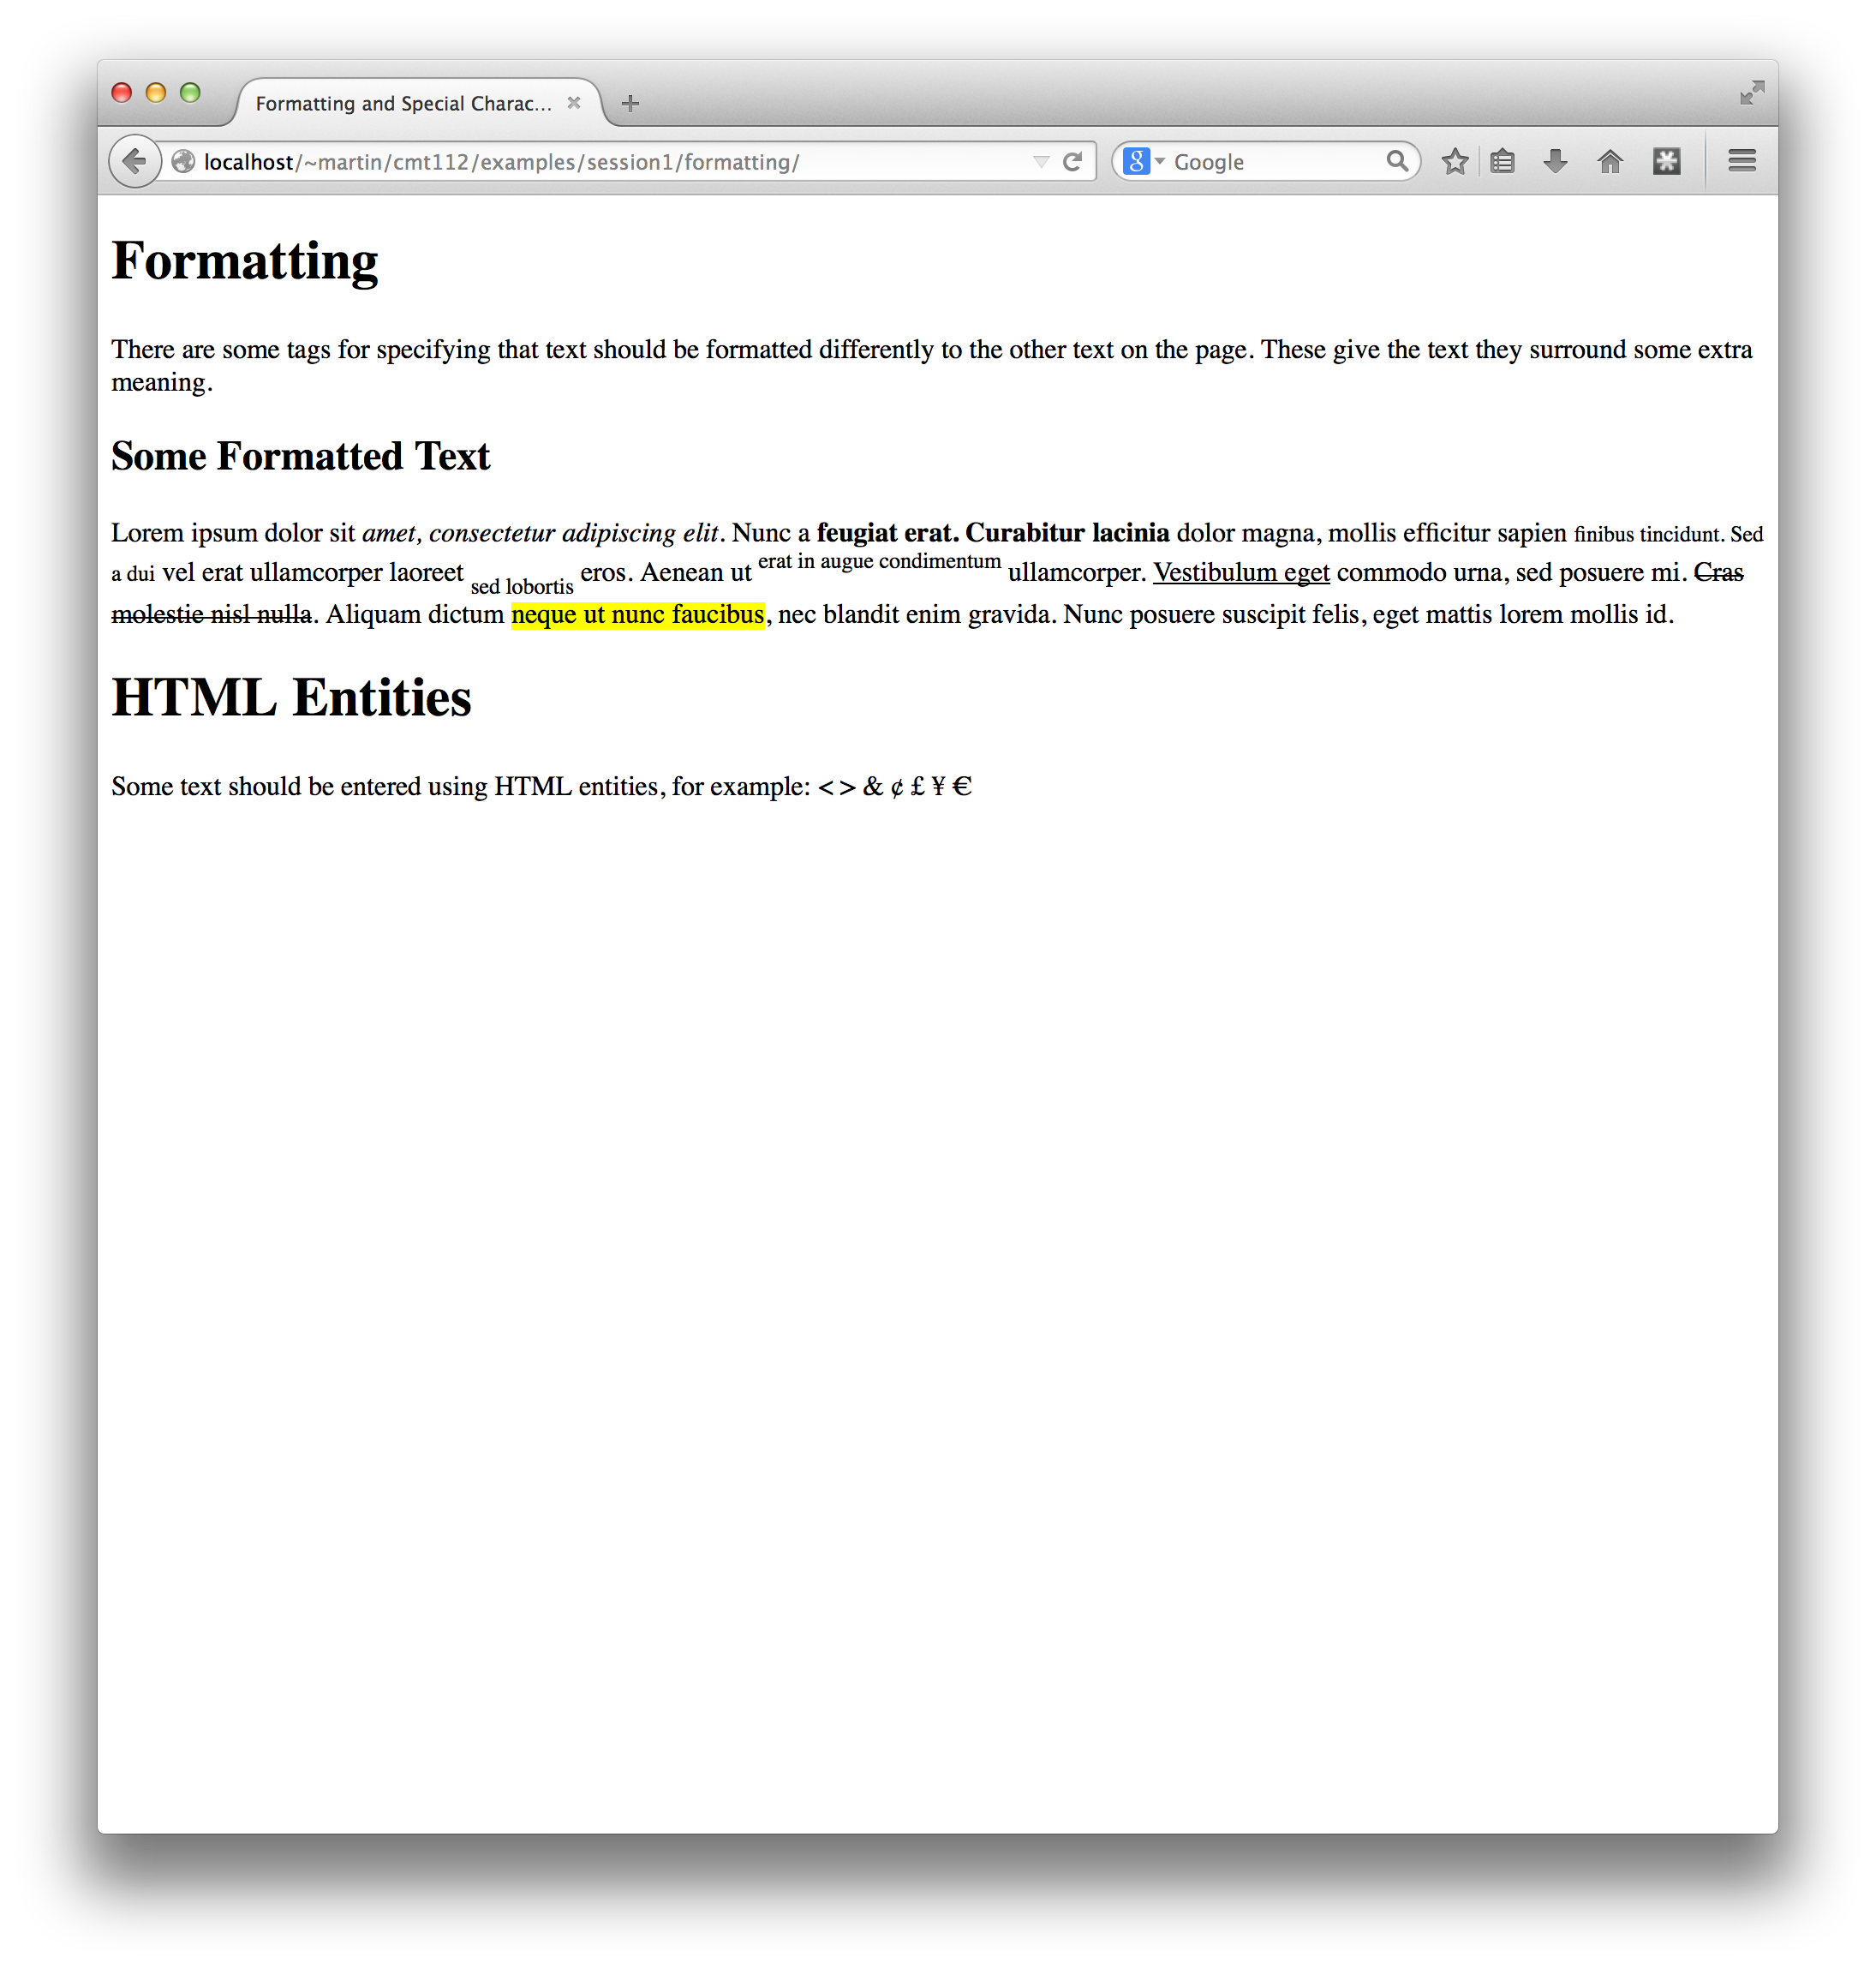 Formatting and Special Charac...
localhost/~martin/cmt112/examples/session1/formatting/
g Google
Formatting
There are some tags for specifying that text should be formatted differently to the other text on the page. These give the text they surround some extra
meaning.
Some Formatted Text
Lorem ipsum dolor sit amet, consectetur adipiscing elit. Nunc a feugiat erat. Curabitur lacinia dolor magna, mollis efficitur sapien finibus tincidunt. Sed
a dui vel erat ullamcorper laoreet sed lobortis eros. Aenean ut erat in augue condimentum ullamcorper. Vestibulum eget commodo urna, sed posuere mi. Cras
molestie nisl nulla. Aliquam dictum neque ut nunc faucibus, nec blandit enim gravida. Nunc posuere suscipit felis, eget mattis lorem mollis id.
HTML Entities
Some text should be entered using HTML entities, for example: < > & ¢ £ ¥ €